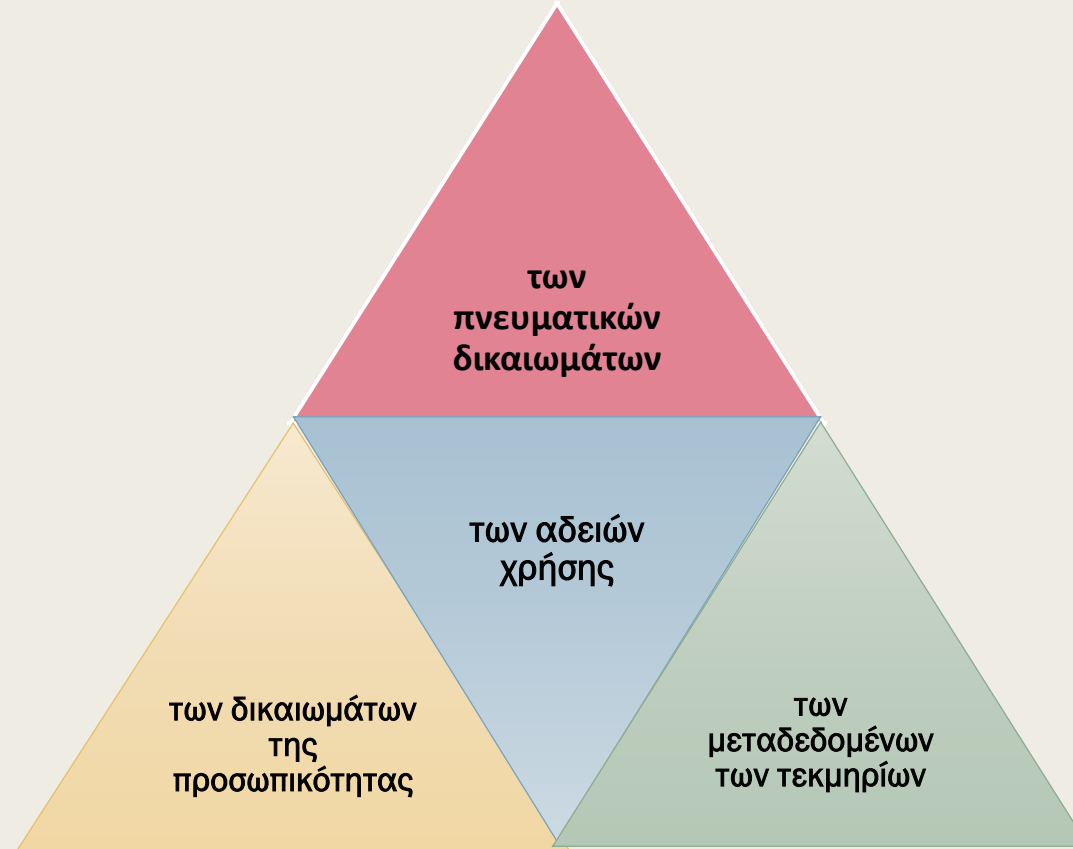 των
πνευματικών
δικαιωμάτων
των αδειών
χρήσης
των δικαιωμάτων
της
προσωπικότητας
των
μεταδεδομένων
των τεκμηρίων